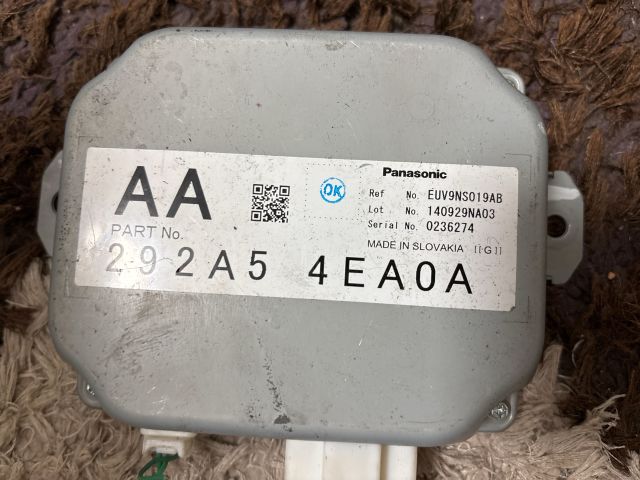 AA
OK
Panasonic
Ref No. EUV9NS019AB
Lot No. 140929NA03
Serial No. 0236274
MADE IN SLOVAKIA [[G]]
PART No.
292A5 4EA0A